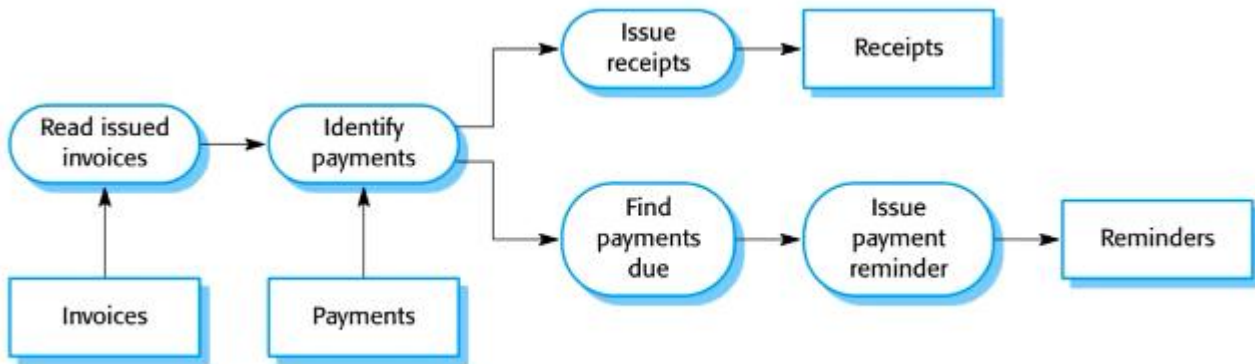 Issue
receipts
Receipts
Read issued
invoices
Identify
payments
Find
payments
due
Issue
payment
reminder
Reminders
Invoices
Payments